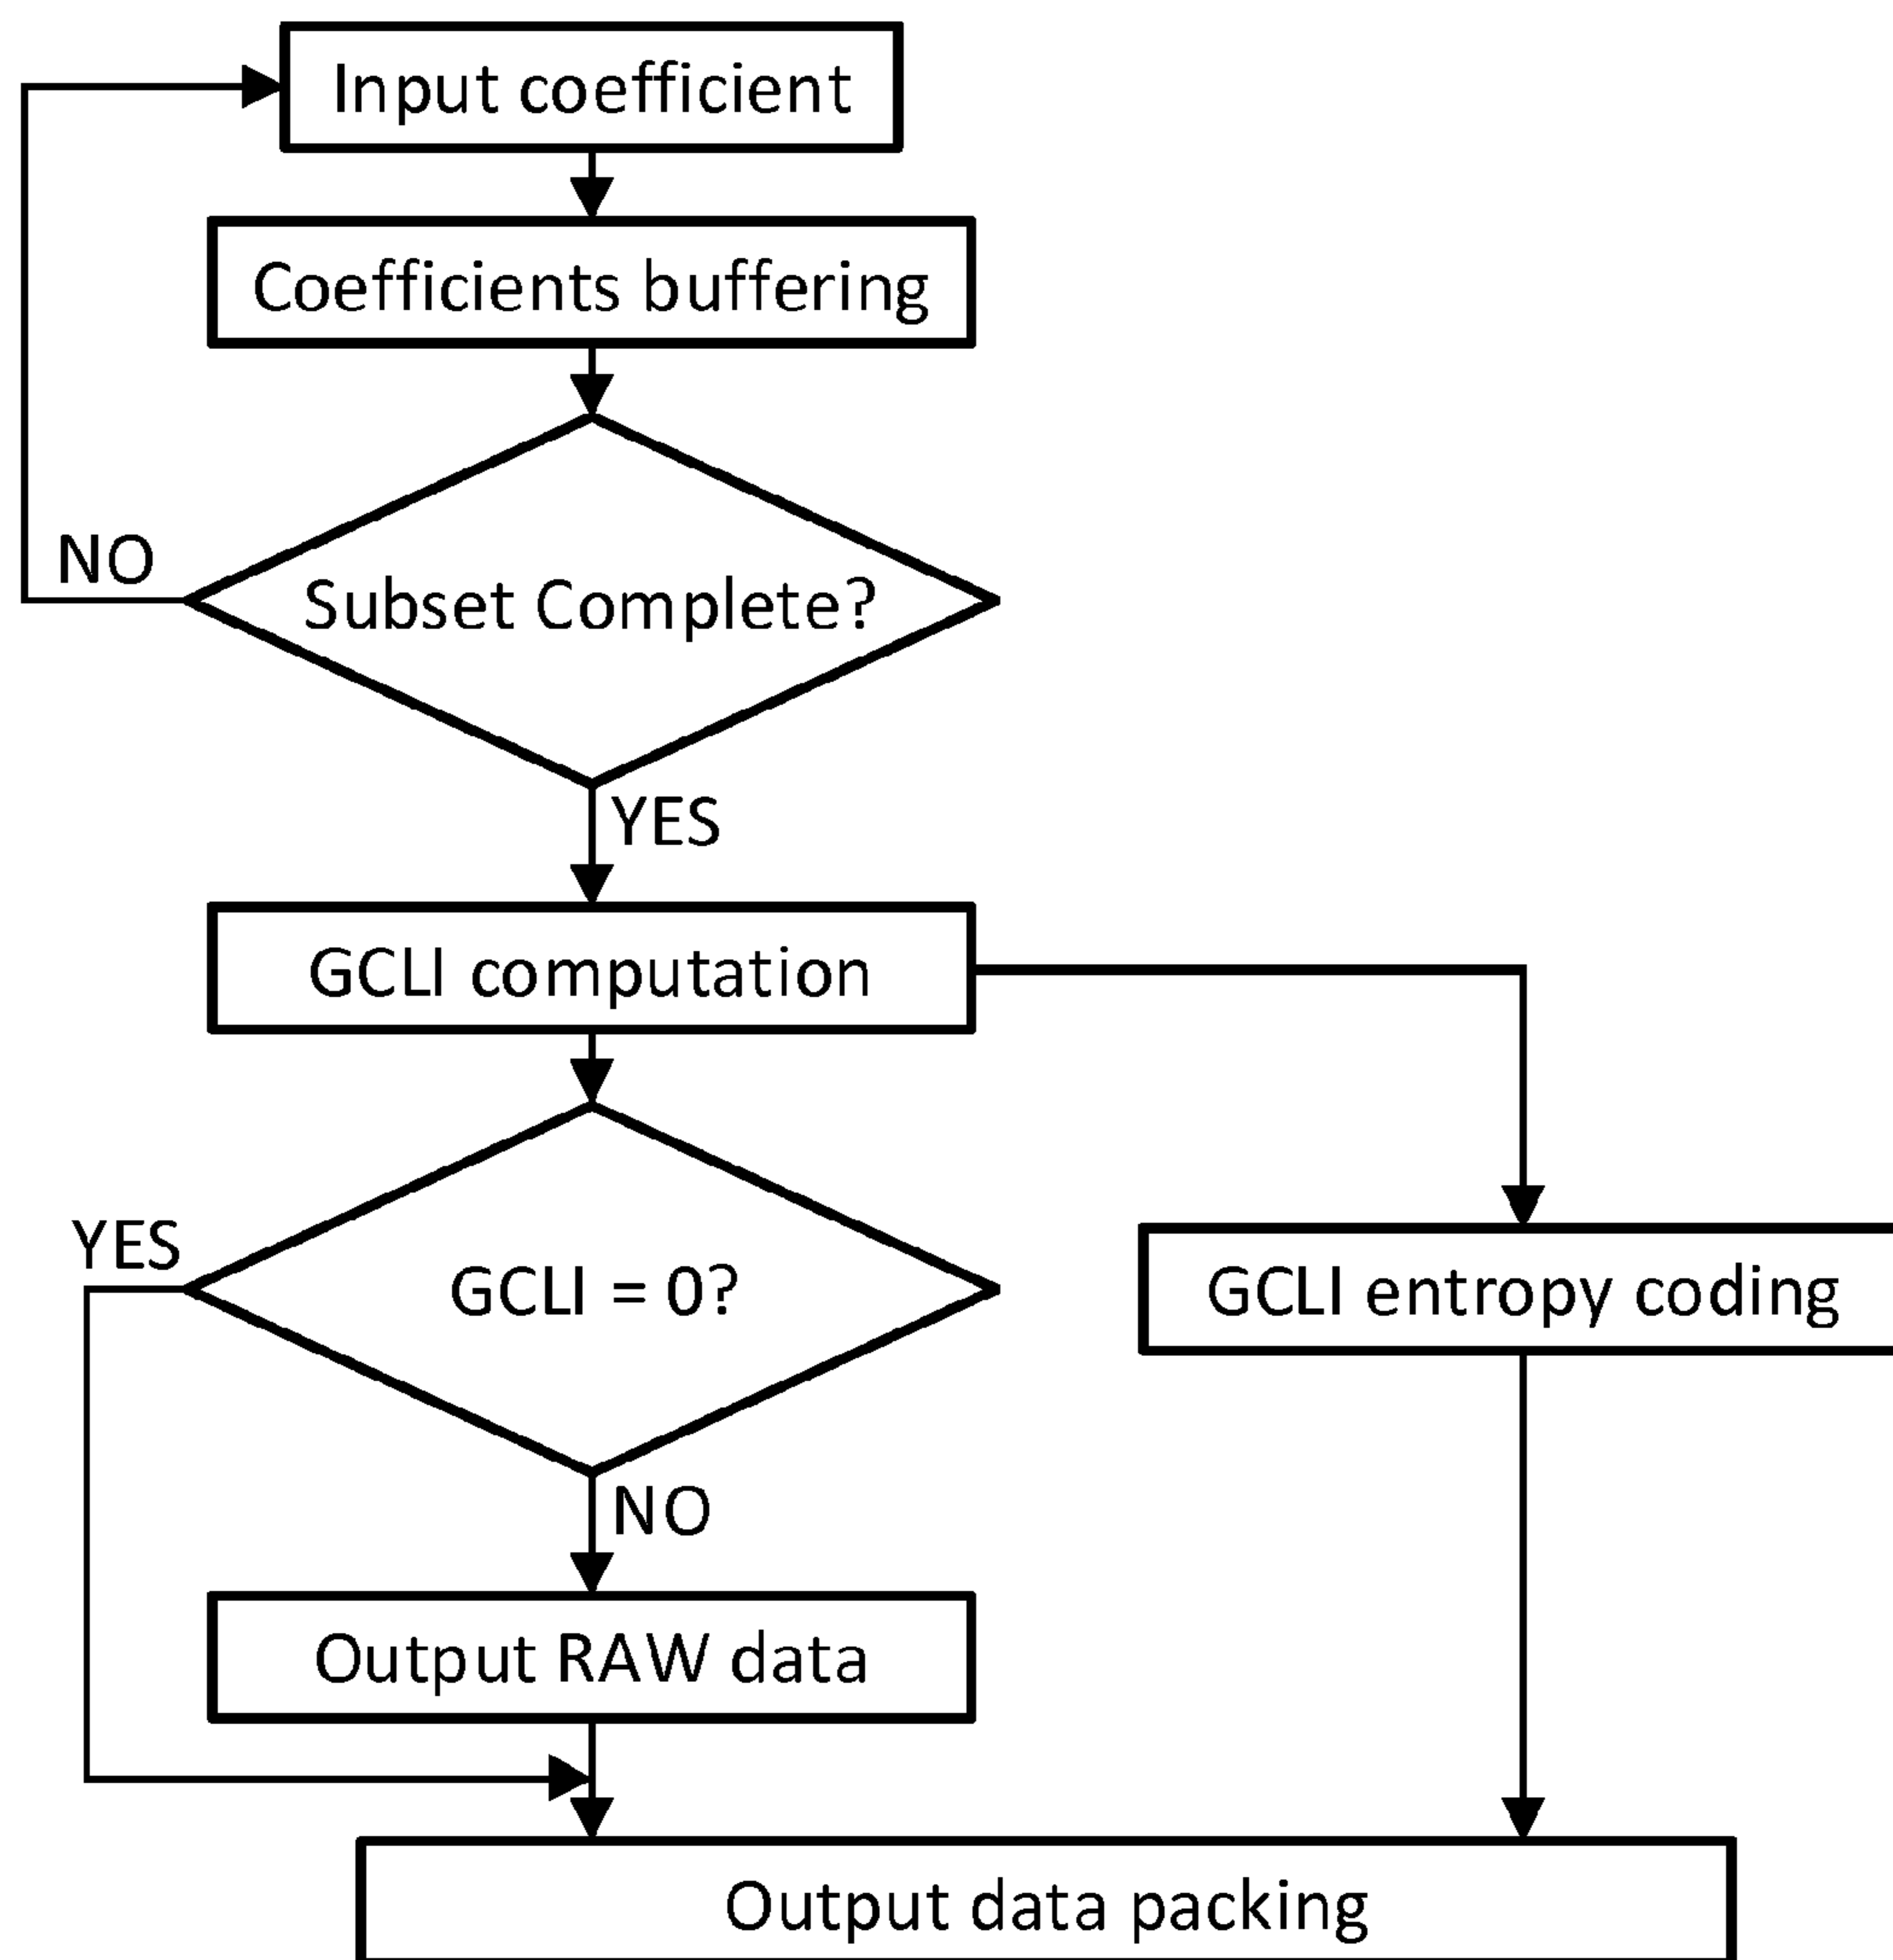 Input coefficient
Coefficients buffering
NO
Subset Complete?
YES
GCLI computation
YES
GCLI = 0?
GCLI entropy coding
NO
Output RAW data
Output data packing